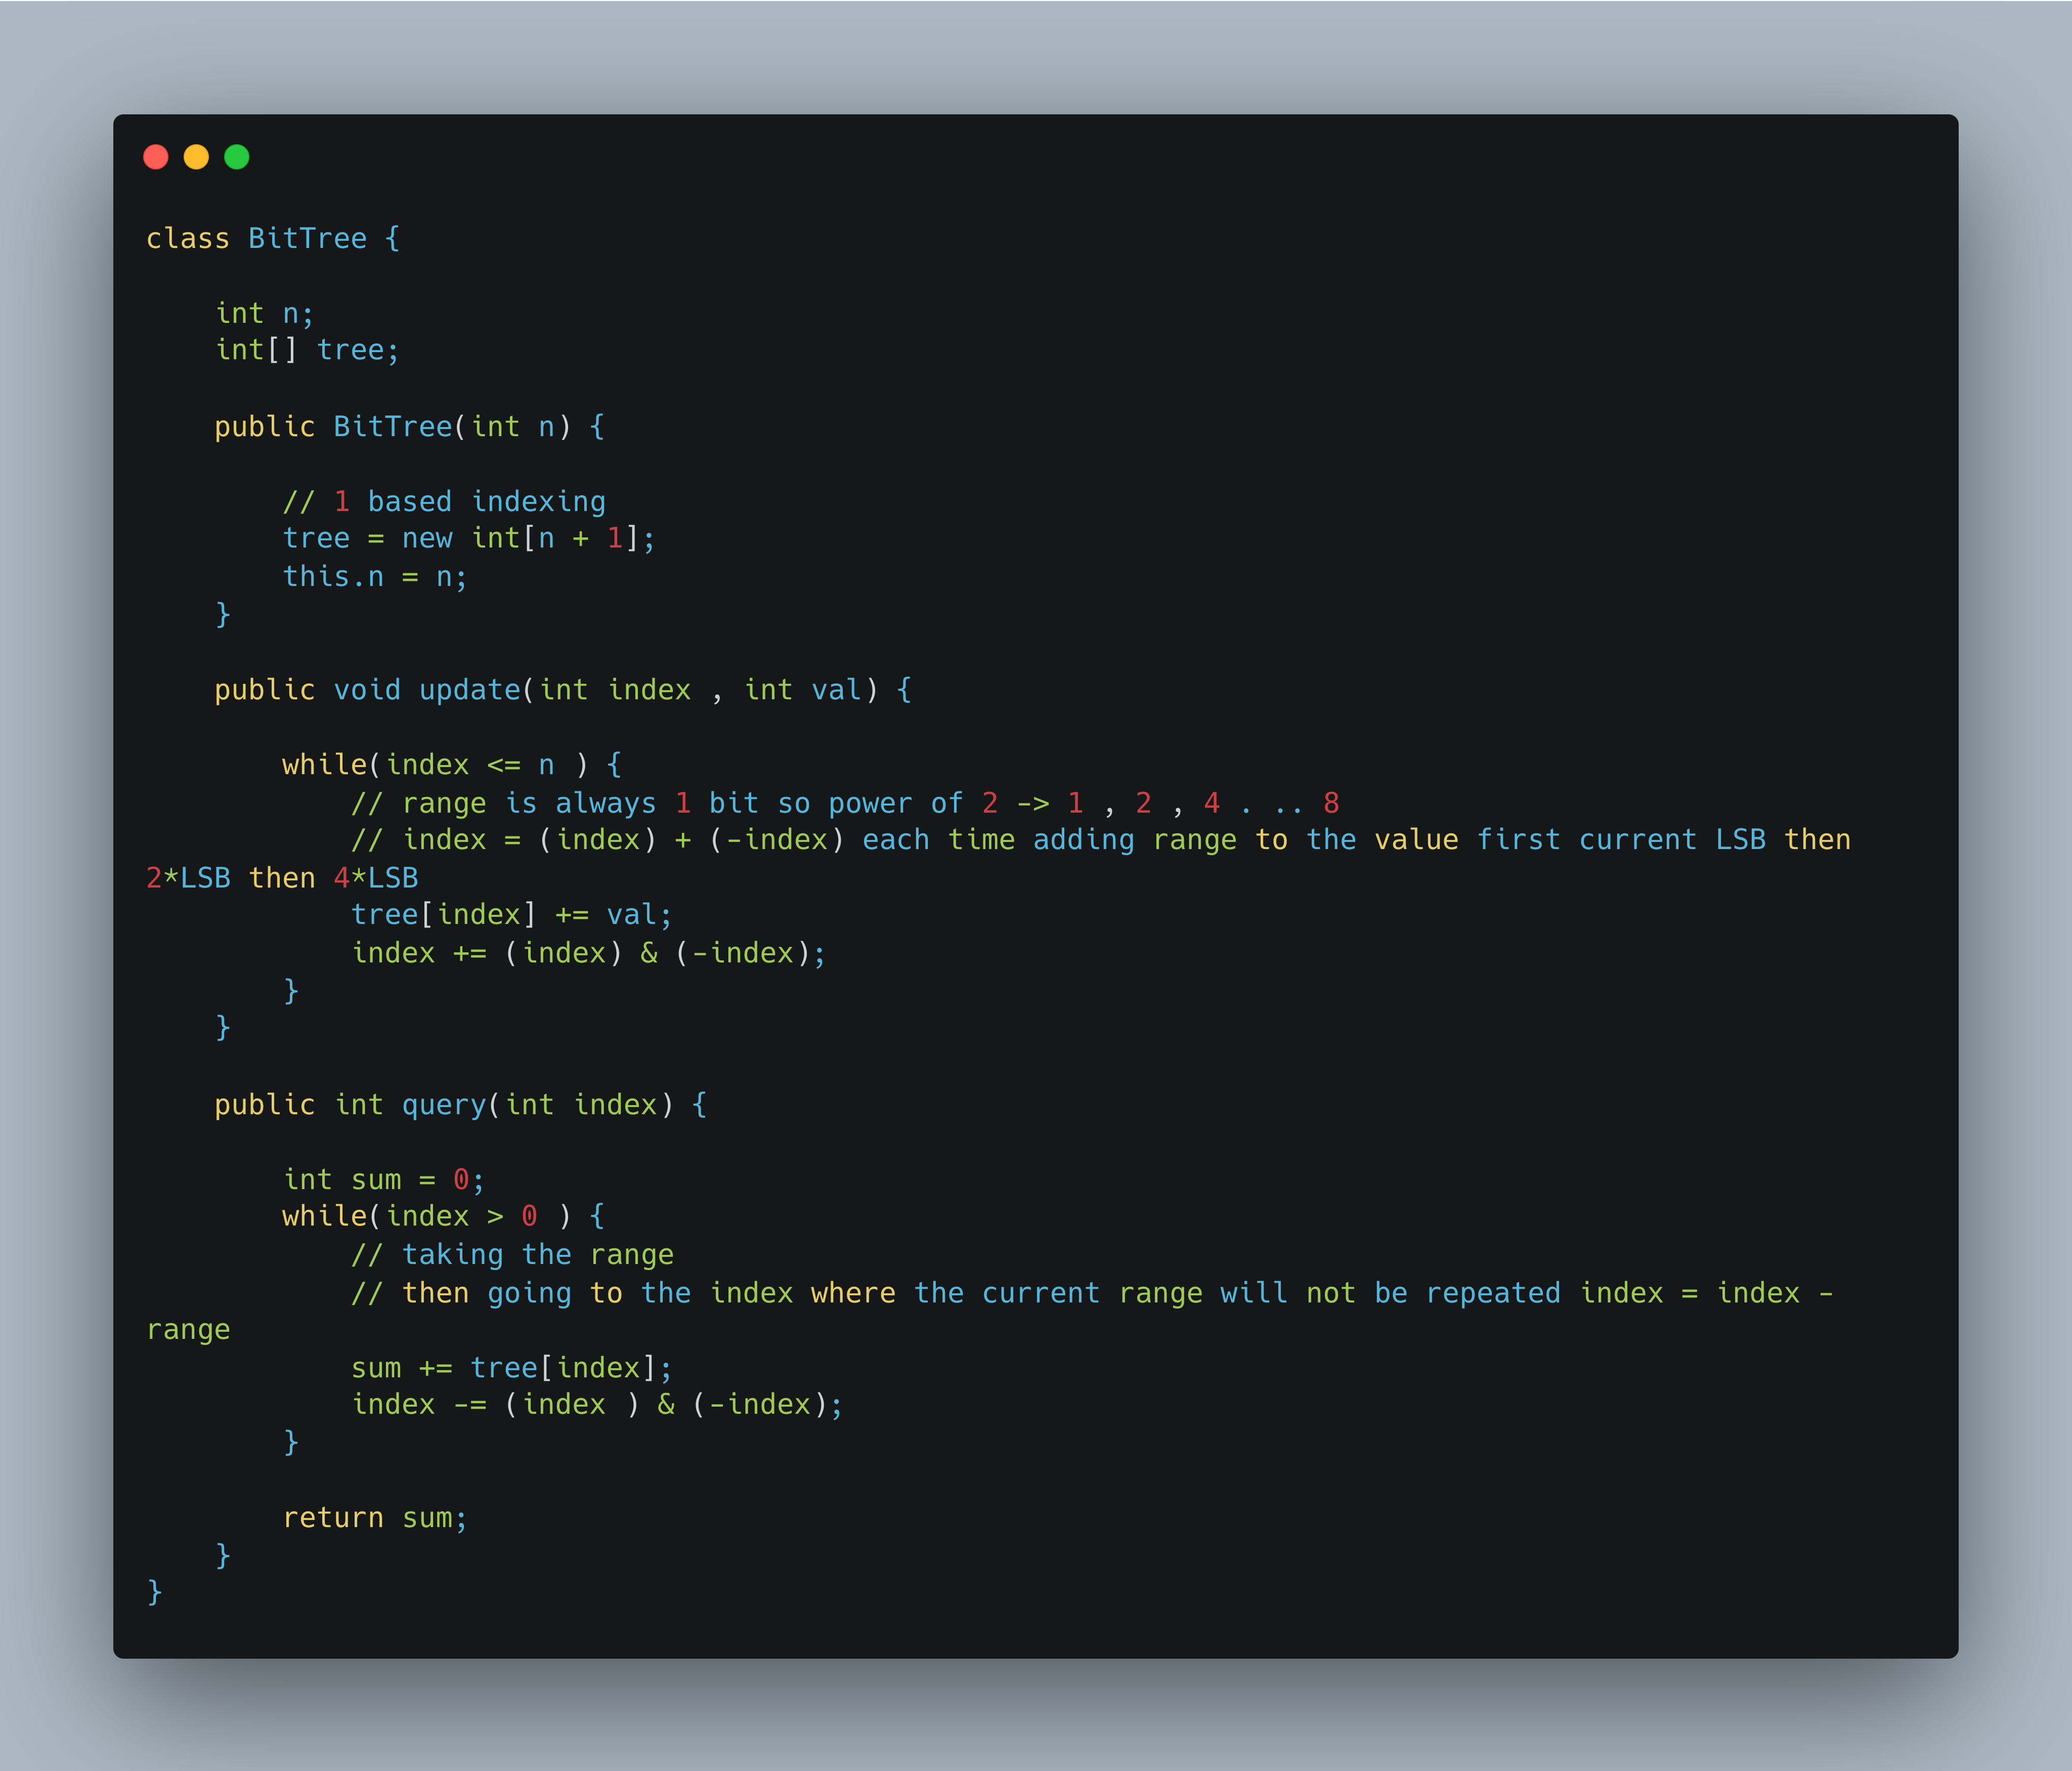 class BitTree {
    int n;
    int[] tree;
    public BitTree(int n) {
        // 1 based indexing
        tree = new int[n + 1];
        this.n = n;
    }
    public void update(int index , int val) {
        while(index <= n ) {
            // range is always 1 bit so power of 2 -> 1 , 2 , 4 . .. 8
            // index = (index) + (-index) each time adding range to the value first current LSB then
2*LSB then 4*LSB
            tree[index] += val;
            index += (index) & (-index);
        }
    }
    public int query(int index) {
        int sum = 0;
        while(index > 0 ) {
            // taking the range
            // then going to the index where the current range will not be repeated index = index -
range
            sum += tree[index];
            index -= (index ) & (-index);
        }
        return sum;
    }
}